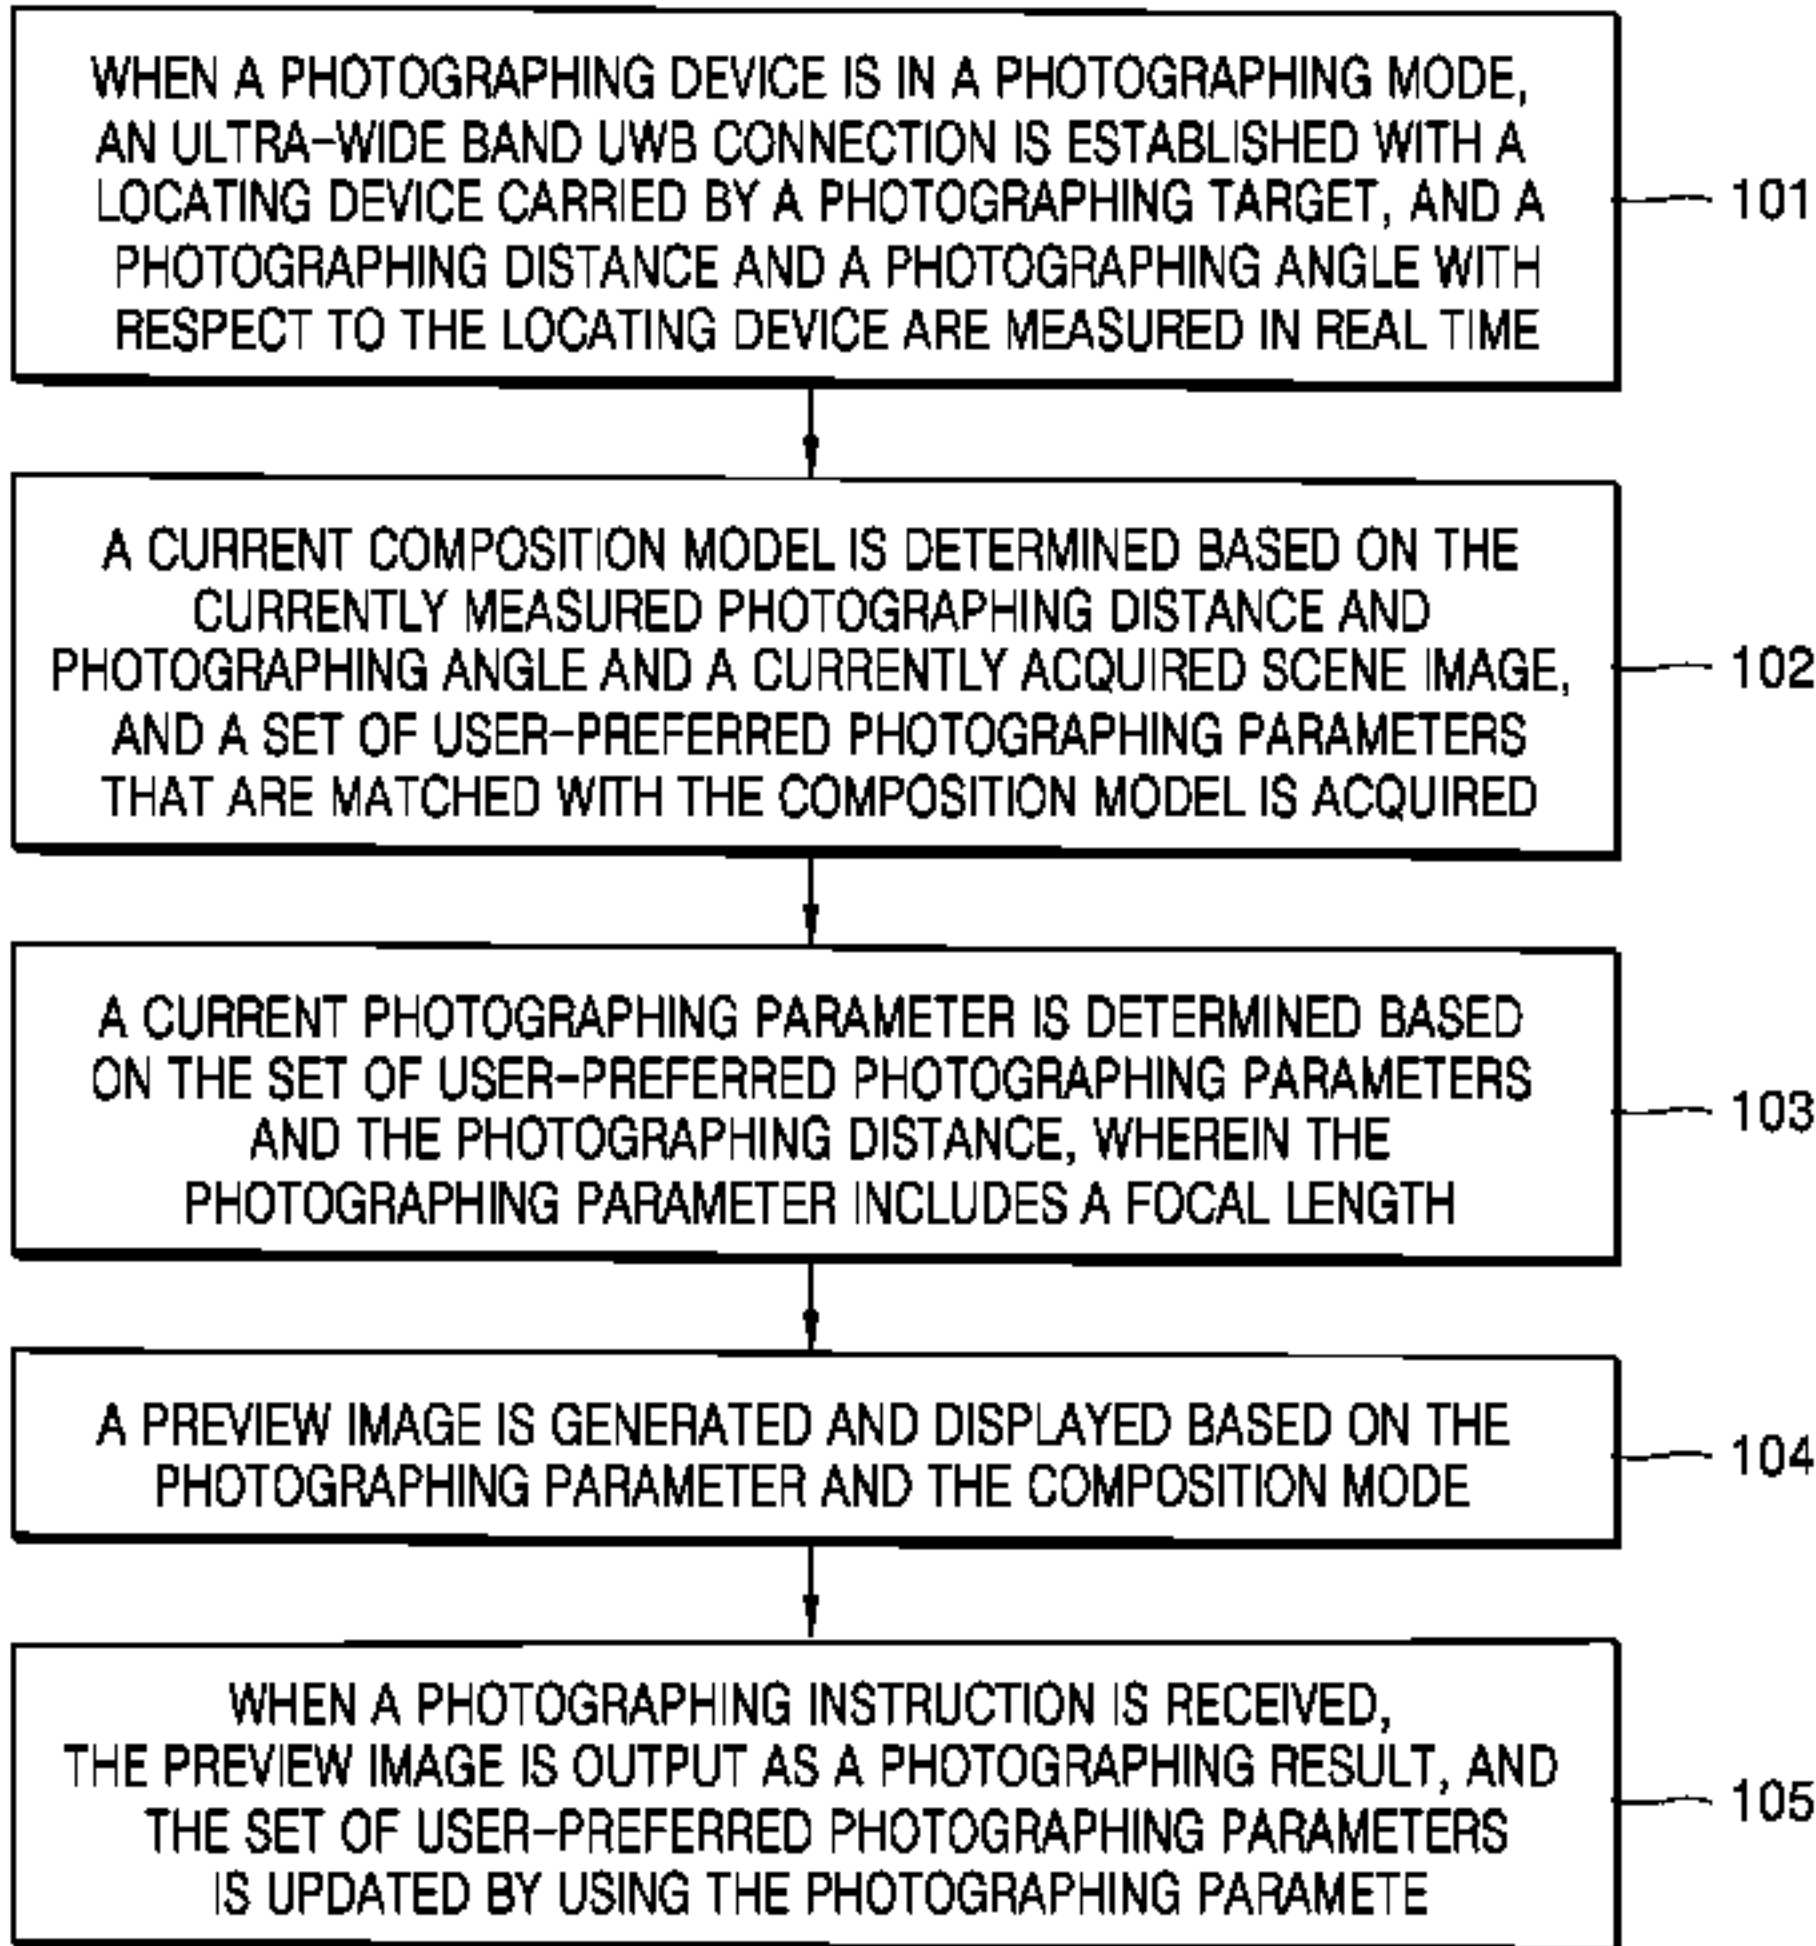 WHEN A PHOTOGRAPHING DEVICE IS IN A PHOTOGRAPHING MODE,
AN ULTRA-WIDE BAND UWB CONNECTION IS ESTABLISHED WITH A
LOCATING DEVICE CARRIED BY A PHOTOGRAPHING TARGET, AND A
PHOTOGRAPHING DISTANCE AND A PHOTOGRAPHING ANGLE WITH
RESPECT TO THE LOCATING DEVICE ARE MEASURED IN REAL TIME
101
A CURRENT COMPOSITION MODEL IS DETERMINED BASED ON THE
CURRENTLY MEASURED PHOTOGRAPHING DISTANCE AND
PHOTOGRAPHING ANGLE AND A CURRENTLY ACQUIRED SCENE IMAGE,
AND A SET OF USER-PREFERRED PHOTOGRAPHING PARAMETERS
THAT ARE MATCHED WITH THE COMPOSITION MODEL IS ACQUIRED
102
A CURRENT PHOTOGRAPHING PARAMETER IS DETERMINED BASED
ON THE SET OF USER-PREFERRED PHOTOGRAPHING PARAMETERS
AND THE PHOTOGRAPHING DISTANCE, WHEREIN THE
PHOTOGRAPHING PARAMETER INCLUDES A FOCAL LENGTH
103
A PREVIEW IMAGE IS GENERATED AND DISPLAYED BASED ON THE
PHOTOGRAPHING PARAMETER AND THE COMPOSITION MODE
104
WHEN A PHOTOGRAPHING INSTRUCTION IS RECEIVED,
THE PREVIEW IMAGE IS OUTPUT AS A PHOTOGRAPHING RESULT, AND
THE SET OF USER-PREFERRED PHOTOGRAPHING PARAMETERS
IS UPDATED BY USING THE PHOTOGRAPHING PARAMETE
105